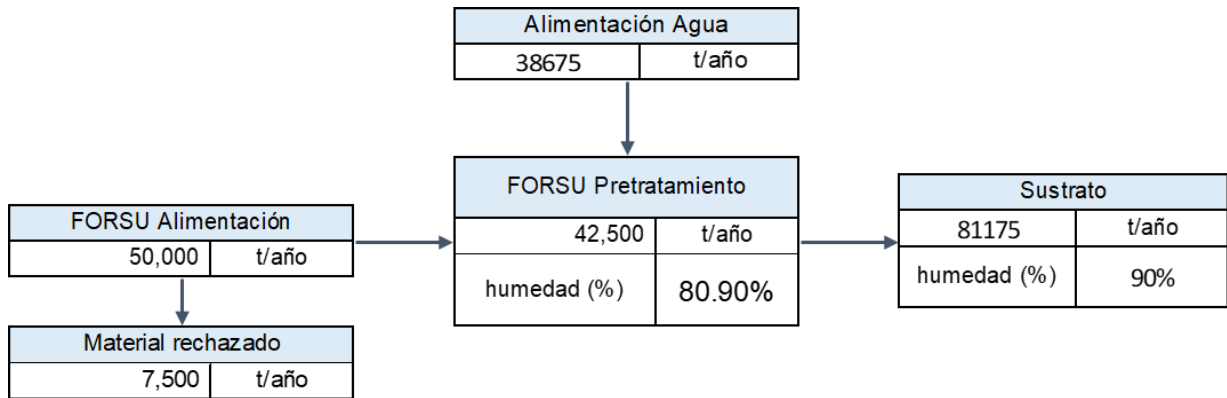 Alimentación Agua
38675 t/año
FORSU Alimentación
50,000 t/año
Material rechazado
7,500 t/año
FORSU Pretratamiento
42,500 t/año
humedad (%) 80.90%
Sustrato
81175 t/año
humedad (%) 90%